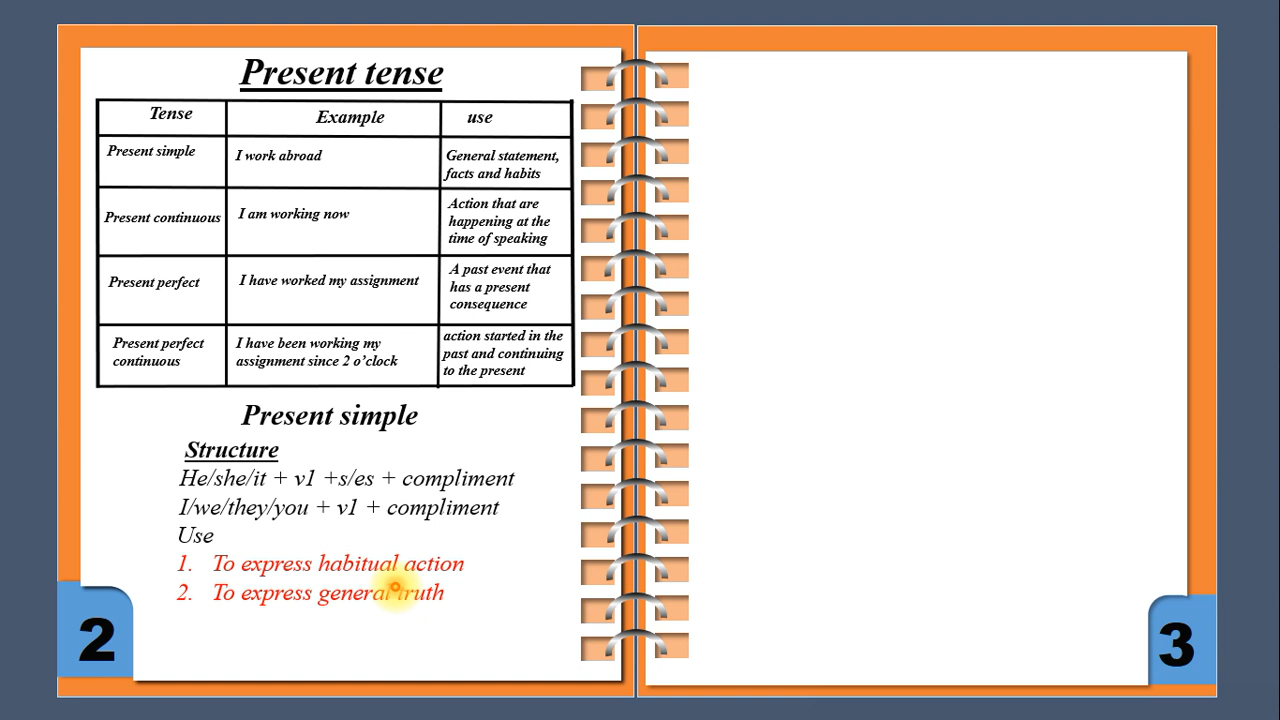 Present tense
Tense Example use
Present simple
I work abroad
General statement,
facts and habits
Present continuous
I am working now
Action that are
happening at the
time of speaking
Present perfect
I have worked my assignment
A past event that
has a present
consequence
Present perfect
continuous
I have been working my
assignment since 2 o’clock
action started in the
past and continuing
to the present
Present simple
Structure
He/she/it + v1 +s/es + compliment
I/we/they/you + v1 + compliment
Use
1. To express habitual action
2. To express general truth
2
3